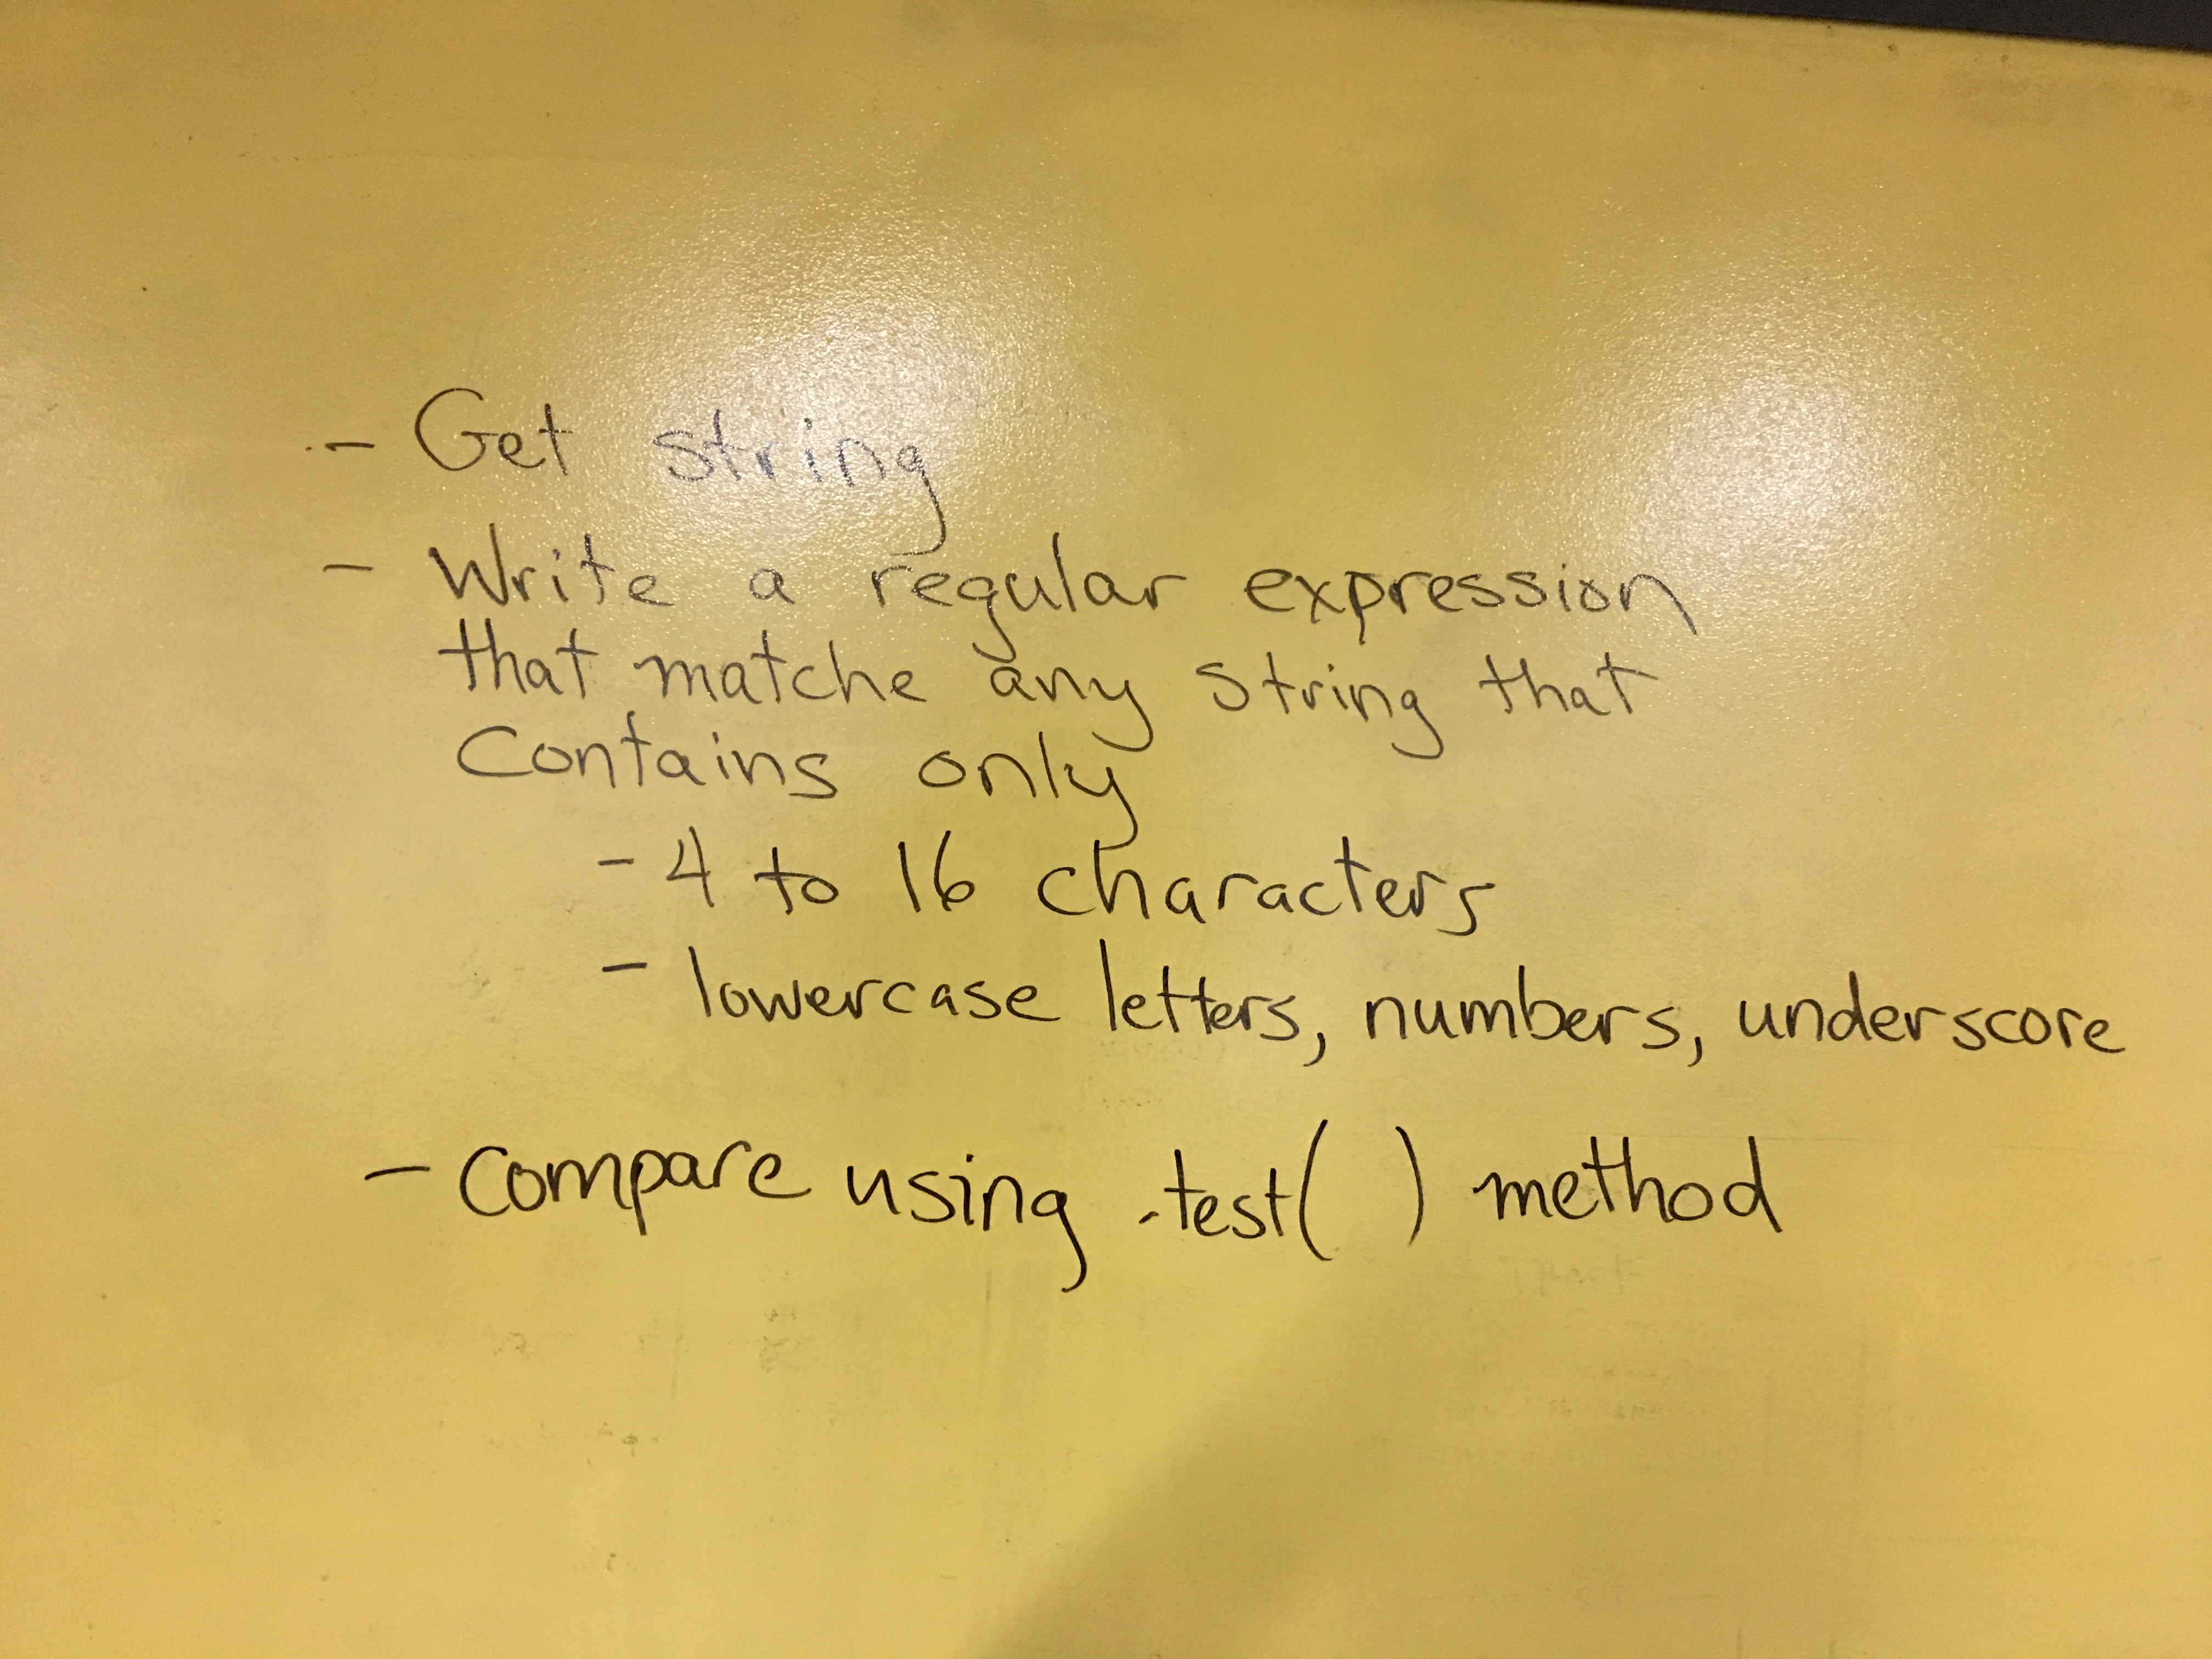 - Get string
- Write a regular expression
that matche any string that
contains only
- 4 to 16 characters
- lowercase letters, numbers, underscore
- compare using .test( ) method